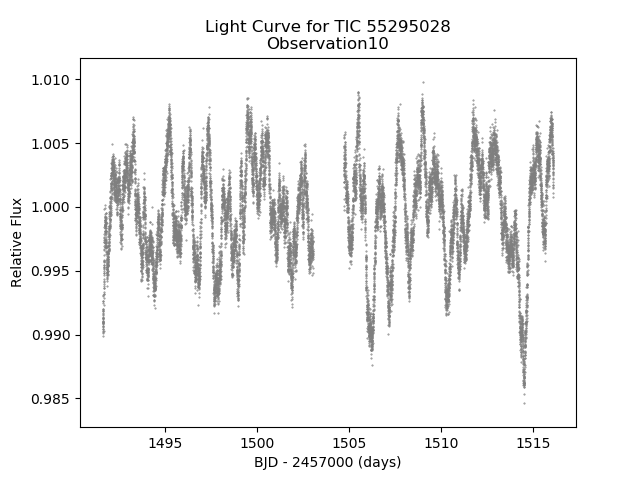 Light Curve for TIC 55295028
Observation10
1.010
1.005
1.000
0.995
0.990
0.985
Relative Flux
1495
1500
1505
1510
1515
BJD - 2457000 (days)